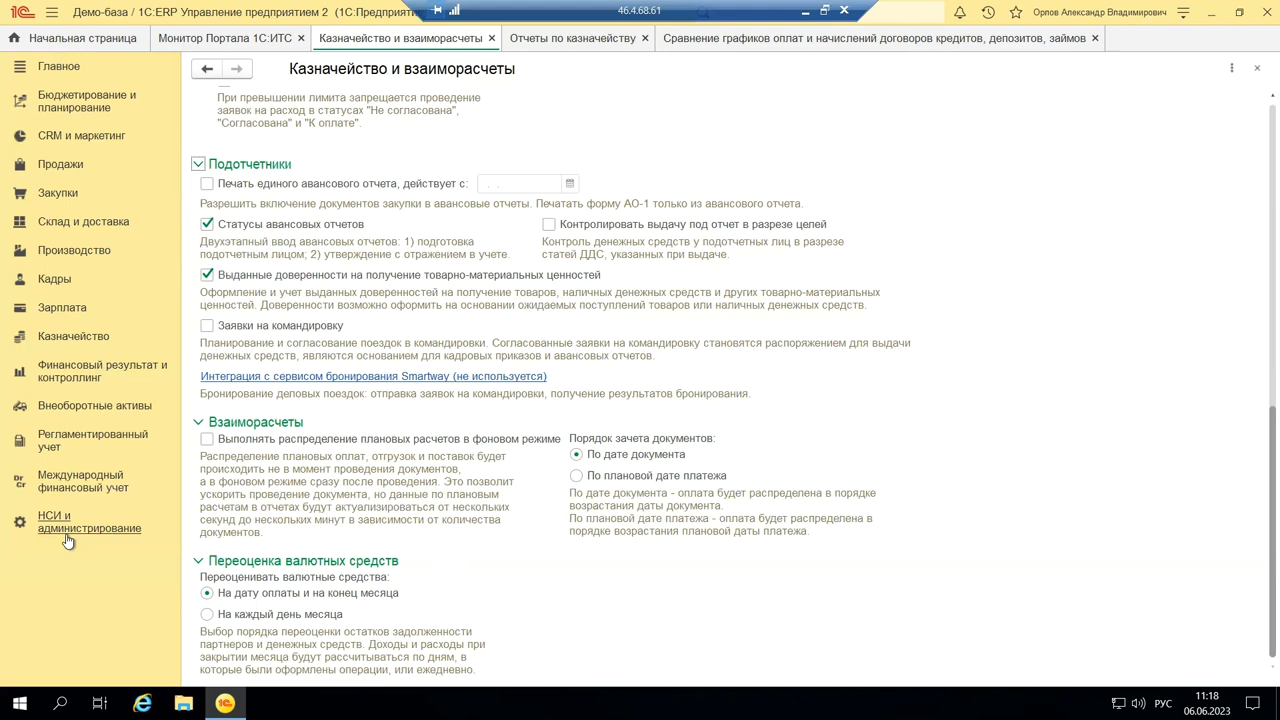 Демо-база / 1С:ERP Управление предприятием 2 (1С:Предприя
46.4.68.61
Орлов Александр Владимирович
Начальная страница
Монитор Портала 1С:ИТС
Казначейство и взаиморасчеты
Отчеты по казначейству
Сравнение графиков оплат и начислений договоров кредитов, депозитов, займов
Главное
Бюджетирование и
планирование
CRM и маркетинг
Продажи
Закупки
Склад и доставка
Производство
Кадры
Зарплата
Казначейство
Финансовый результат и
контроллинг
Внеоборотные активы
Регламентированный
учет
Dr
Cr
Международный
финансовый учет
НСИ и
администрирование
Казначейство и взаиморасчеты
При превышении лимита запрещается проведение
заявок на расход в статусах "Не согласована",
"Согласована" и "К оплате".
Подотчетники
Печать единого авансового отчета, действует с:
. .
Разрешить включение документов закупки в авансовые отчеты. Печатать форму АО-1 только из авансового отчета.
Статусы авансовых отчетов
Контролировать выдачу под отчет в разрезе целей
Двухэтапный ввод авансовых отчетов: 1) подготовка
подотчетным лицом; 2) утверждение с отражением в учете.
Контроль денежных средств у подотчетных лиц в разрезе
статей ДДС, указанных при выдаче.
Выданные доверенности на получение товарно-материальных ценностей
Оформление и учет выданных доверенностей на получение товаров, наличных денежных средств и других товарно-материальных
ценностей. Доверенности возможно оформить на основании ожидаемых поступлений товаров или наличных денежных средств.
Заявки на командировку
Планирование и согласование поездок в командировки. Согласованные заявки на командировку становятся распоряжением для выдачи
денежных средств, являются основанием для кадровых приказов и авансовых отчетов.
Интеграция с сервисом бронирования Smartway (не используется)
Бронирование деловых поездок: отправка заявок на командировки, получение результатов бронирования.
Взаиморасчеты
Выполнять распределение плановых расчетов в фоновом режиме
Распределение плановых оплат, отгрузок и поставок будет
происходить не в момент проведения документов,
а в фоновом режиме сразу после проведения. Это позволит
ускорить проведение документа, но данные по плановым
расчетам в отчетах будут актуализироваться от нескольких
секунд до нескольких минут в зависимости от количества
документов.
Порядок зачета документов:
По дате документа
По плановой дате платежа
По дате документа - оплата будет распределена в порядке
возрастания даты документа.
По плановой дате платежа - оплата будет распределена в
порядке возрастания плановой даты платежа.
Переоценка валютных средств
Переоценивать валютные средства:
На дату оплаты и на конец месяца
На каждый день месяца
Выбор порядка переоценки остатков задолженности
партнеров и денежных средств. Доходы и расходы при
закрытии месяца будут рассчитываться по дням, в
которые были оформлены операции, или ежедневно.
РУС
11:18
06.06.2023